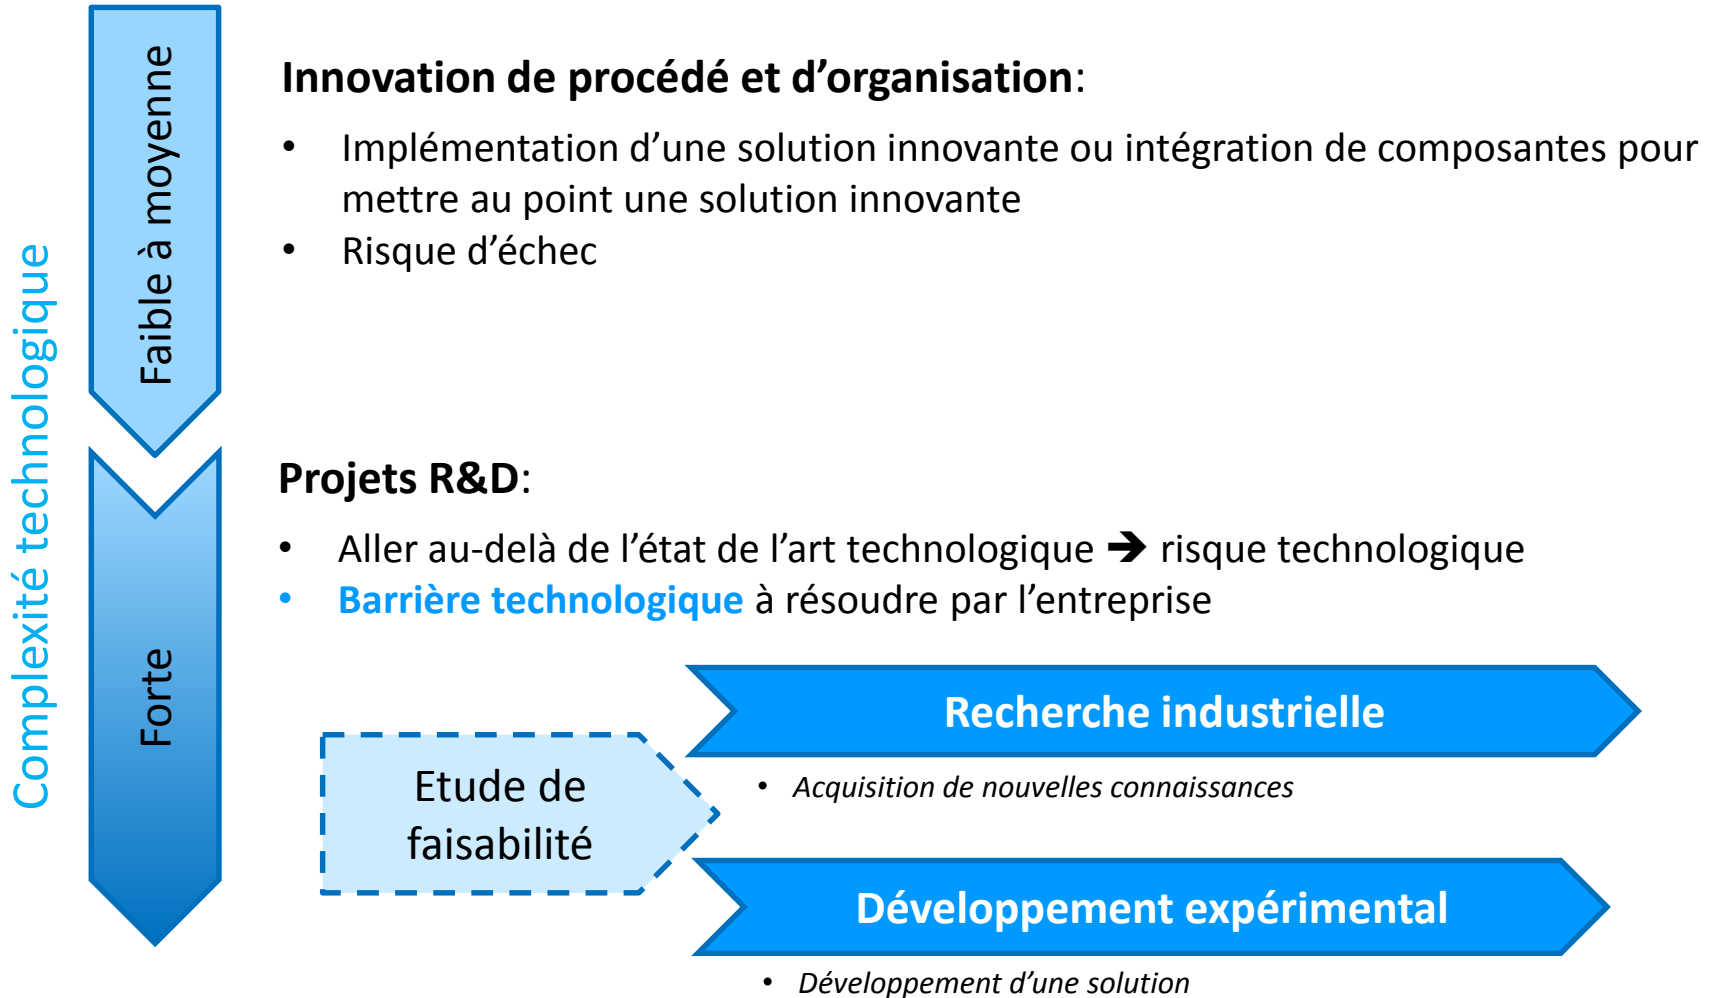 Complexité technologique
Faible à moyenne
Innovation de procédé et d’organisation:
• Implémentation d’une solution innovante ou intégration de composantes pour
mettre au point une solution innovante
• Risque d’échec
Forte
Projets R&D:
• Aller au-delà de l’état de l’art technologique ➔ risque technologique
• Barrière technologique à résoudre par l’entreprise
Etude de
faisabilité
Recherche industrielle
• Acquisition de nouvelles connaissances
Développement expérimental
• Développement d’une solution